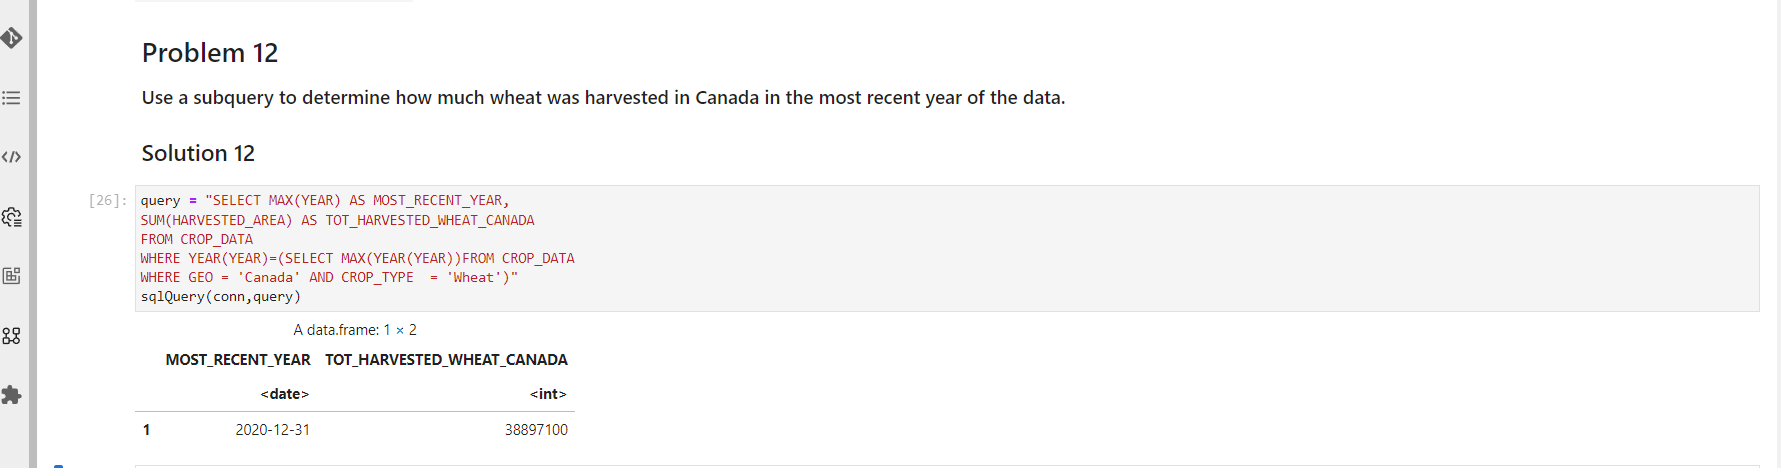 Problem 12
Use a subquery to determine how much wheat was harvested in Canada in the most recent year of the data.
Solution 12
[26]: query = "SELECT MAX(YEAR) AS MOST_RECENT_YEAR,
SUM(HARVESTED_AREA) AS TOT_HARVESTED_WHEAT_CANADA
FROM CROP_DATA
WHERE YEAR(YEAR)=(SELECT MAX(YEAR(YEAR))FROM CROP_DATA
WHERE GEO = 'Canada' AND CROP_TYPE  = 'Wheat')"
sqlQuery(conn,query)
A data.frame: 1 × 2
MOST_RECENT_YEAR TOT_HARVESTED_WHEAT_CANADA
<date> <int>
1 2020-12-31 38897100